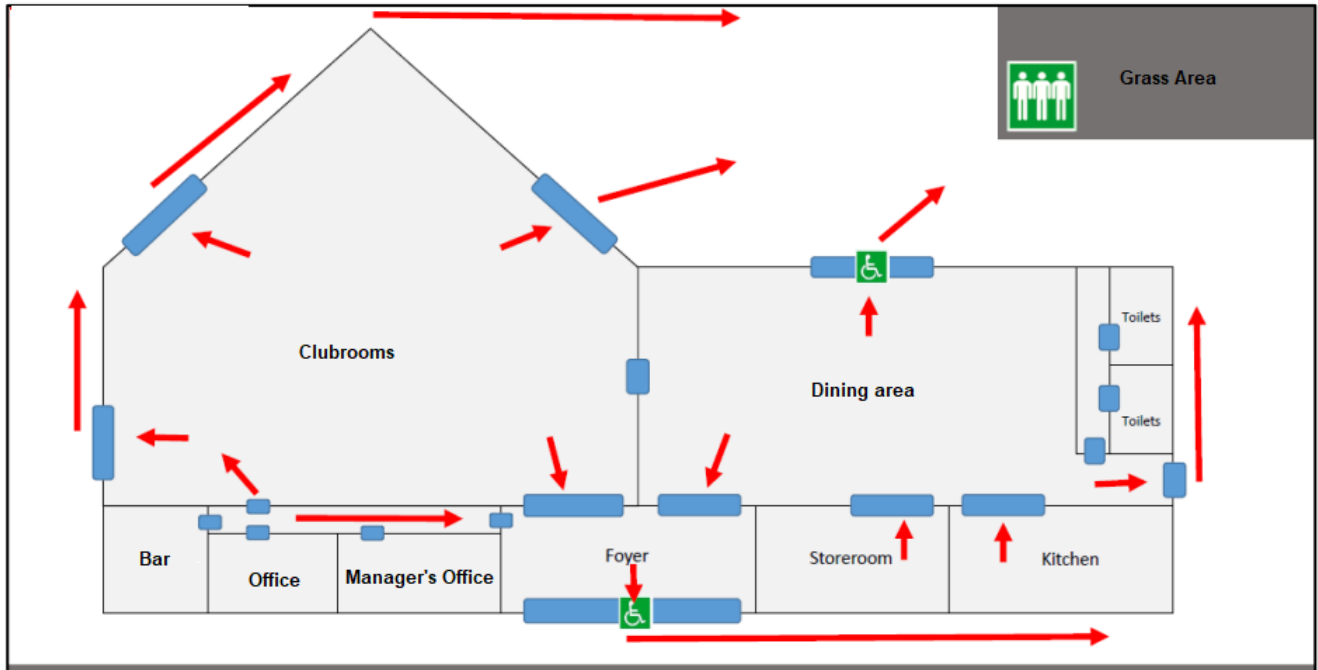 Grass Area
Toilets
Clubrooms
Dining area
Toilets
Bar
Office
Manager's Office
Foyer
Storeroom
Kitchen